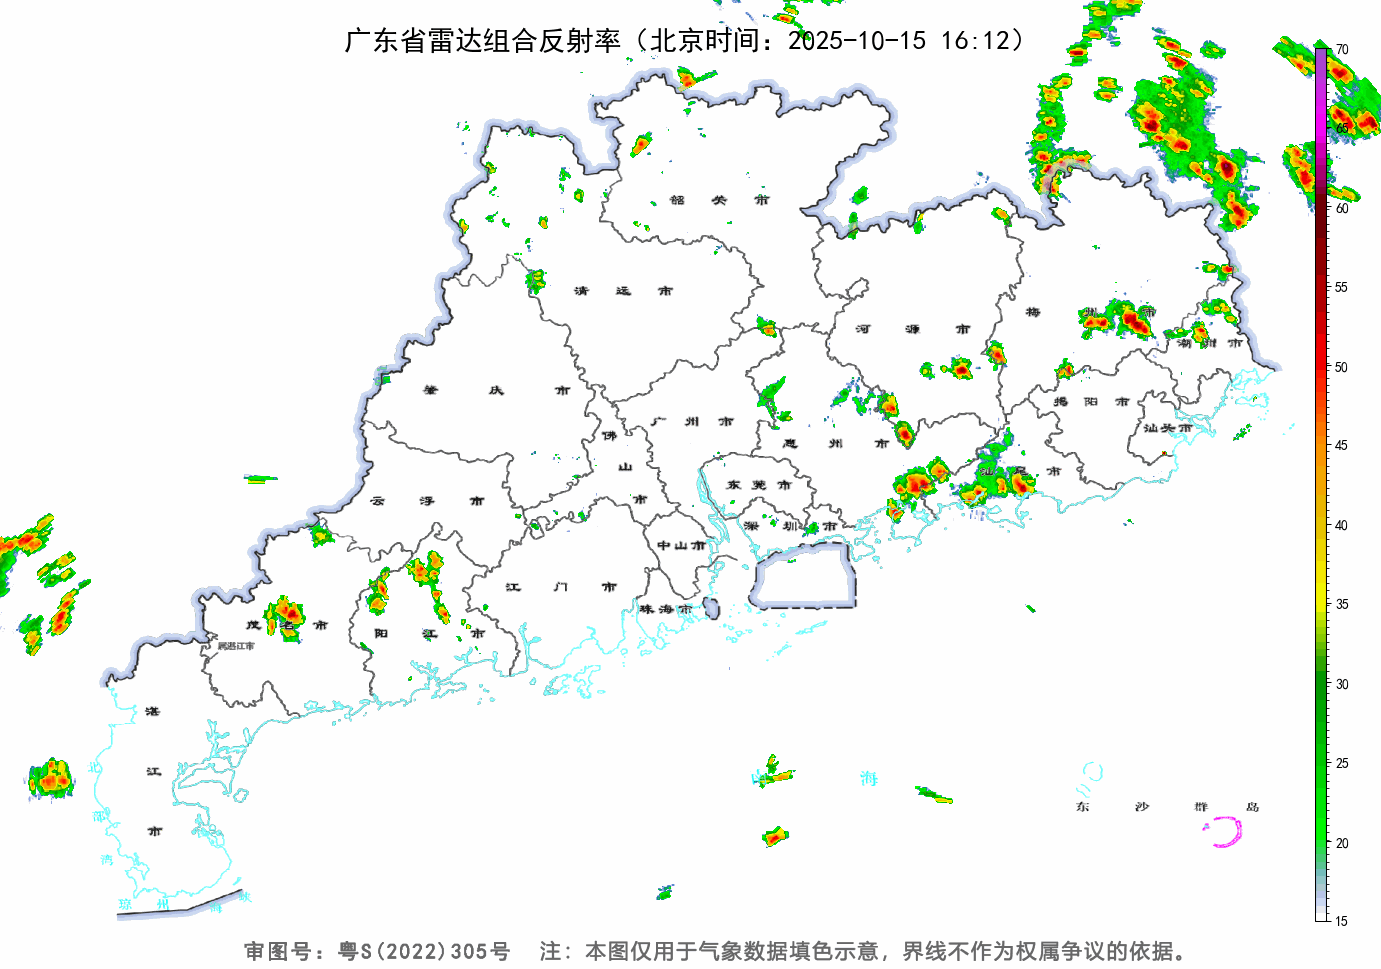 广东省雷达组合反射率（北京时间：2025-10-15 16:12）
70
65
60
55
50
45
40
35
30
25
20
15
韶关市
清远市
河源市
梅州市
潮州市
肇庆市
广州市
佛山市
惠州市
揭阳市
汕头市
汕尾市
云浮市
东莞市
深圳市
中山市
江门市
珠海市
茂名市
阳江市
属湛江市
湛江市
北部湾
琼州海峡
海
东沙群岛
审图号：粤S(2022)305号 注：本图仅用于气象数据填色示意，界线不作为权属争议的依据。